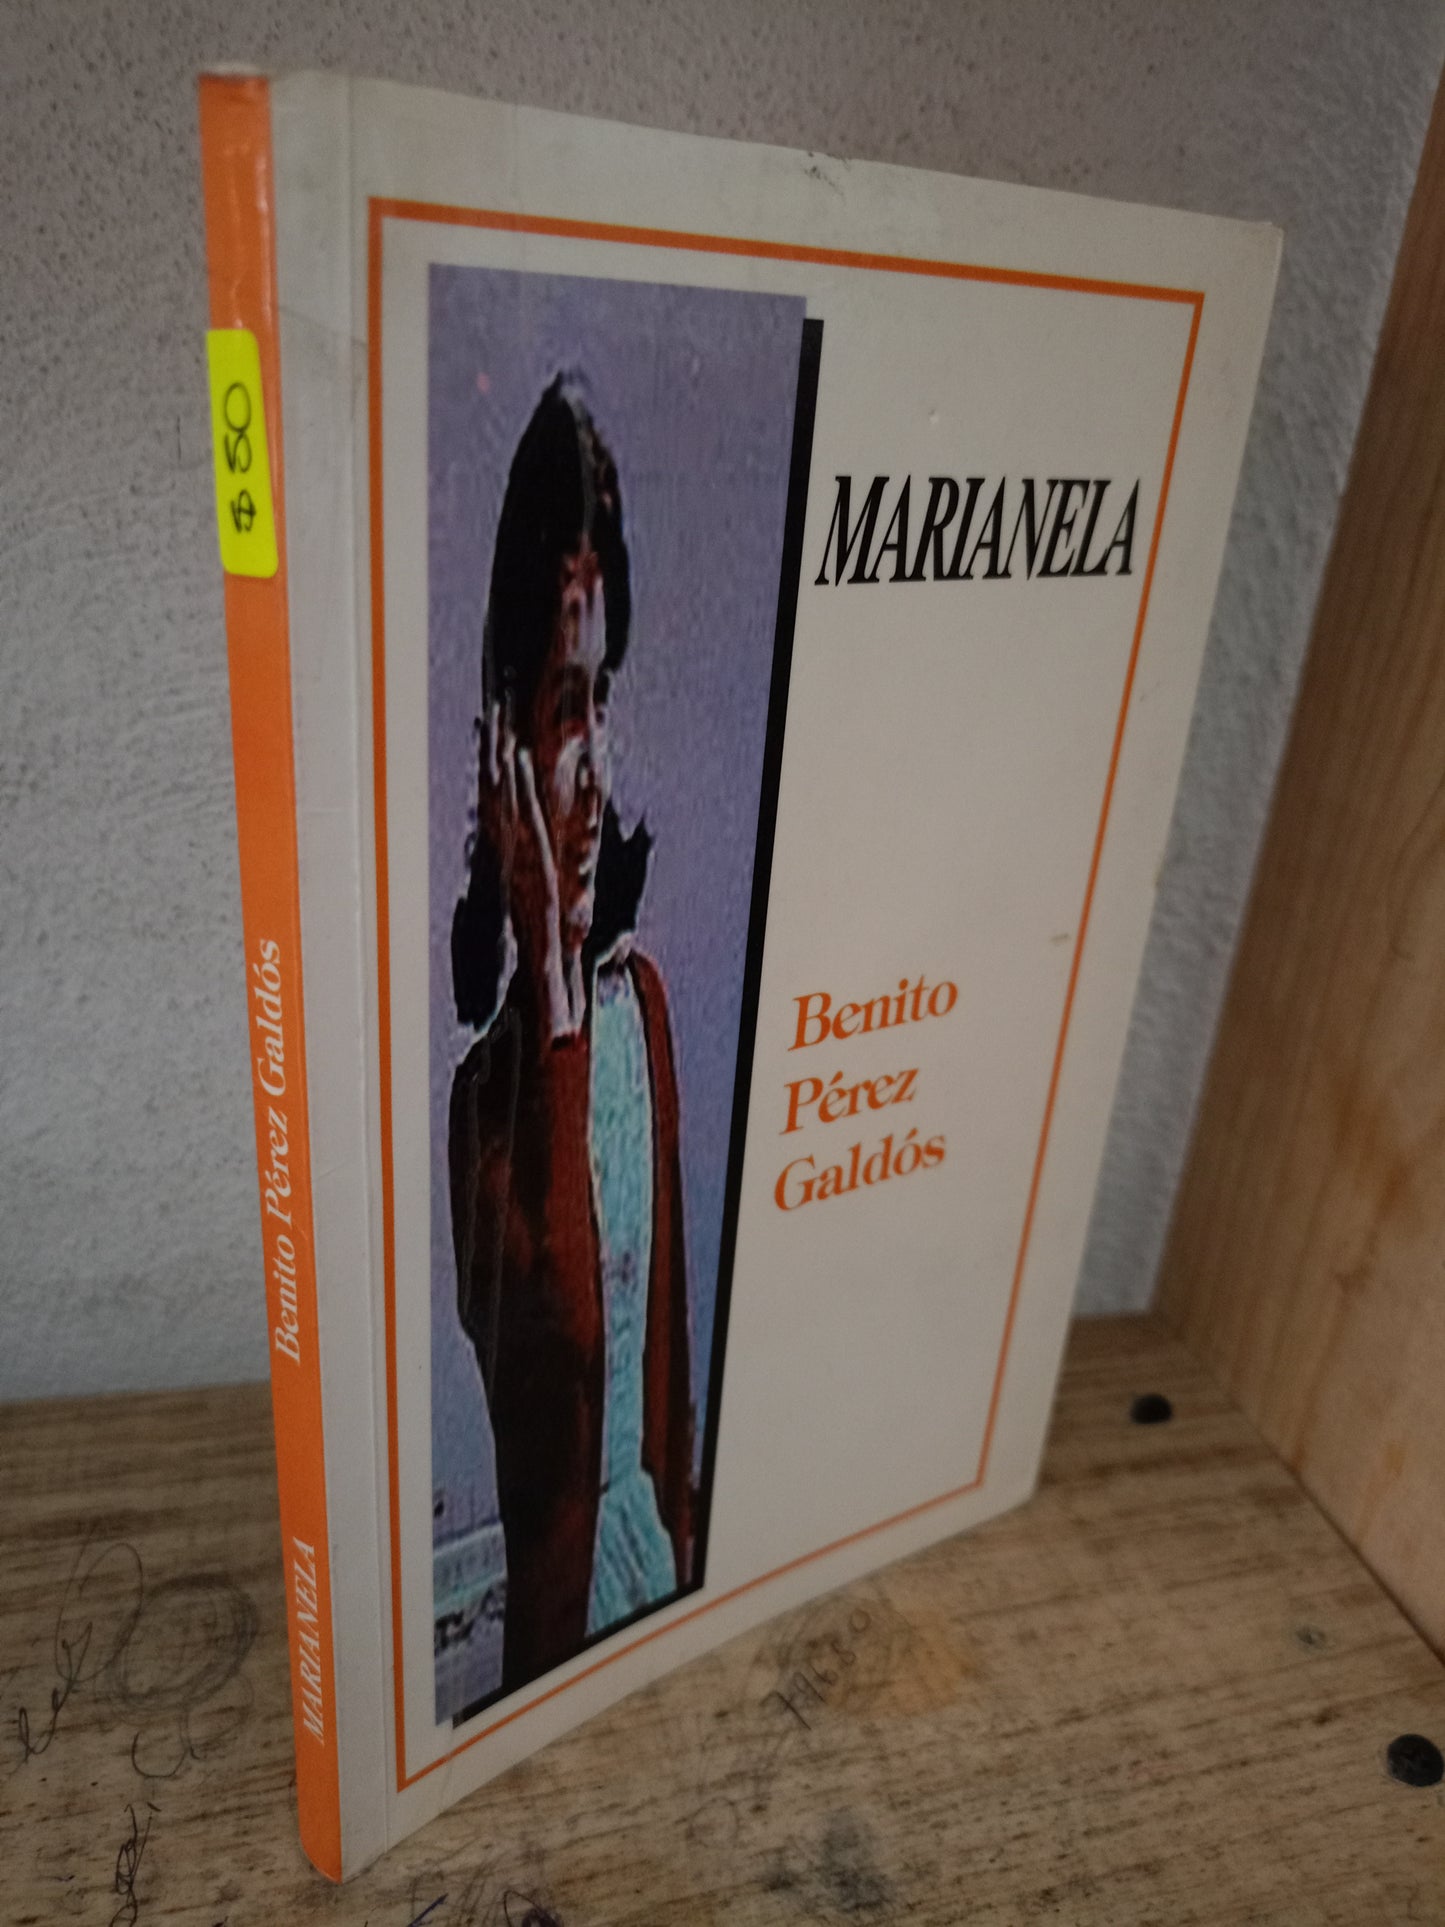 $ 50
Benito Pérez Galdós
MARIANELA
MARIANELA
Benito
Pérez
Galdós